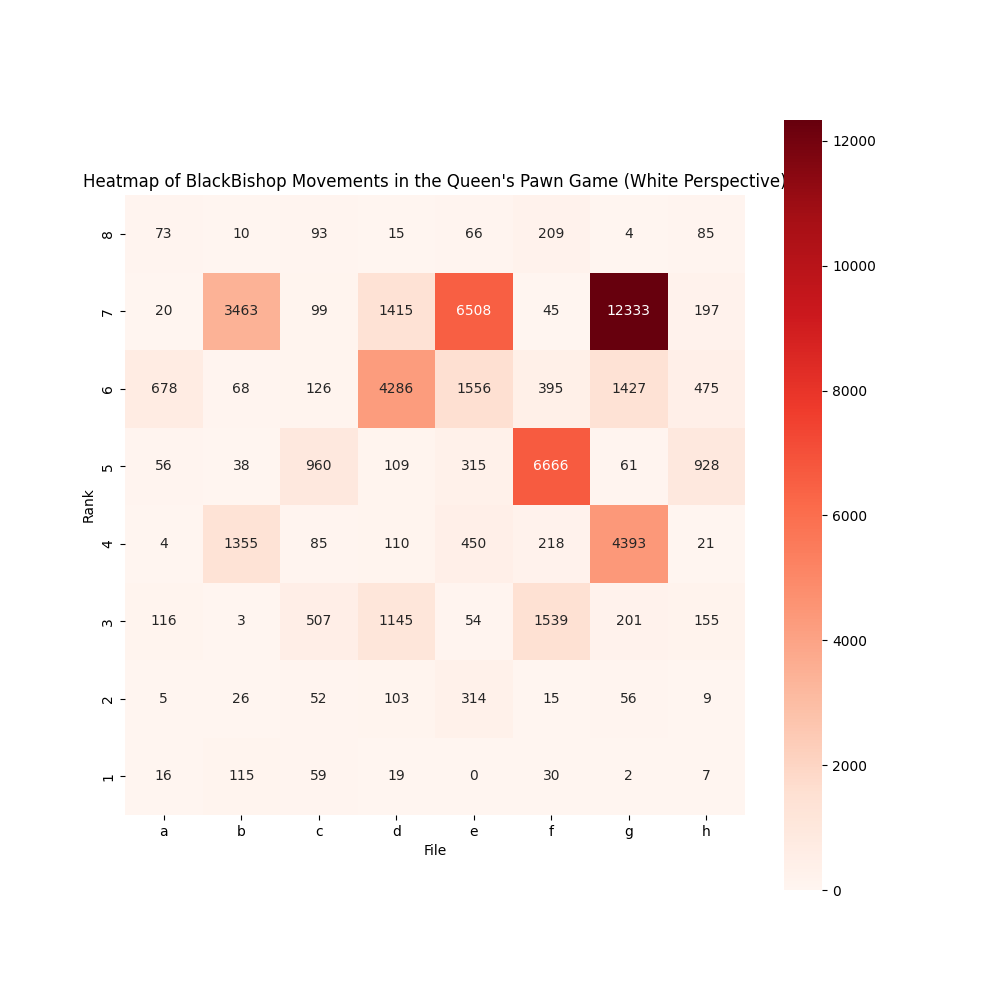 Heatmap of BlackBishop Movements in the Queen's Pawn Game (White Perspective)
12000
10000
8000
6000
4000
2000
0
Rank
8 73 10 93 15 66 209 4 85
7 20 3463 99 1415 6508 45 12333 197
6 678 68 126 4286 1556 395 1427 475
5 56 38 960 109 315 6666 61 928
4 4 1355 85 110 450 218 4393 21
3 116 3 507 1145 54 1539 201 155
2 5 26 52 103 314 15 56 9
1 16 115 59 19 0 30 2 7
a b c d e f g h
File